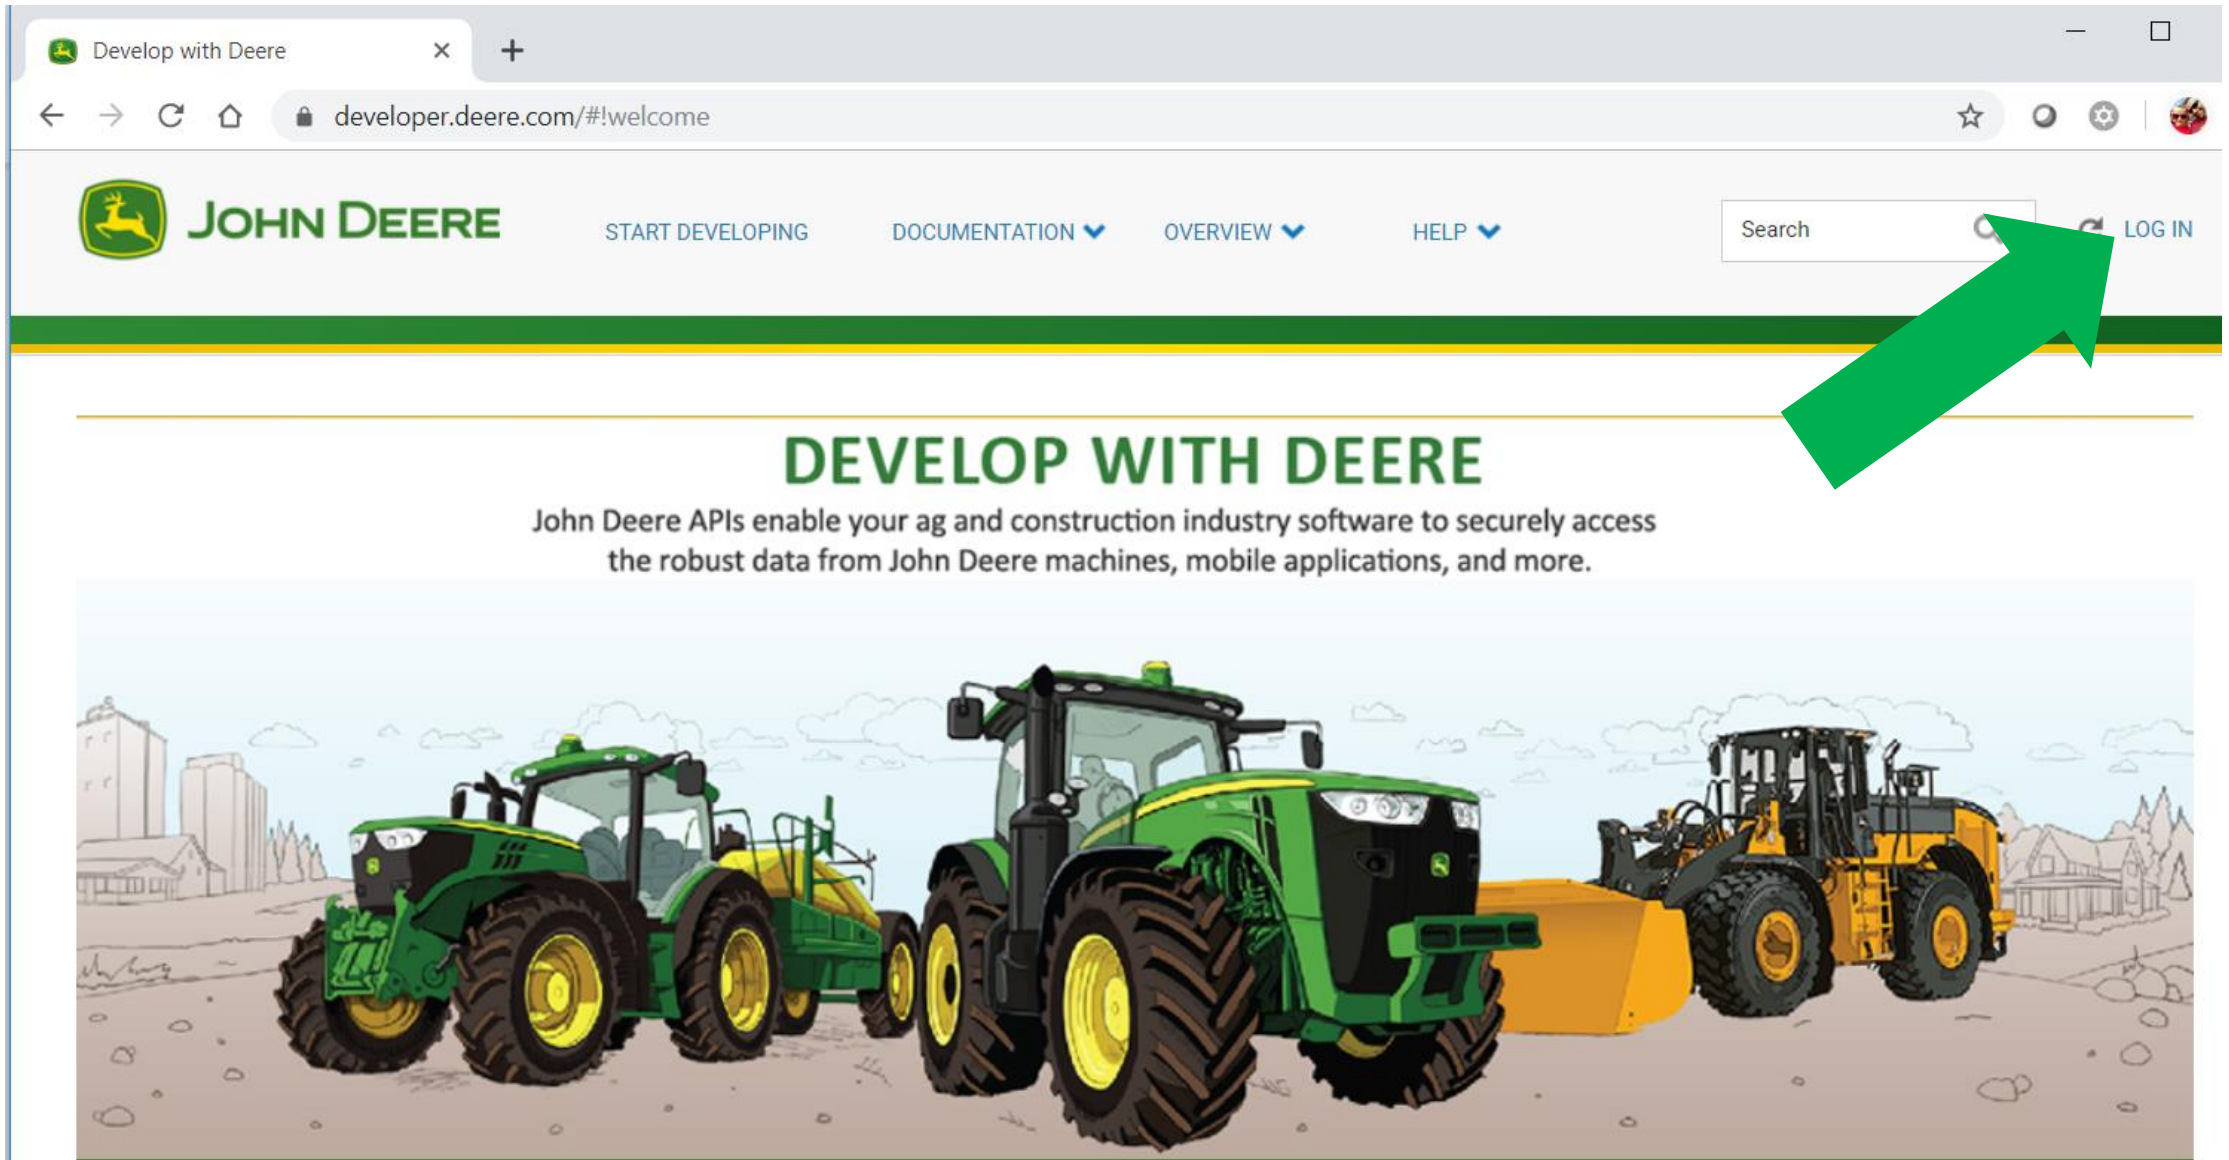 Develop with Deere
developer.deere.com/#!welcome
JOHN DEERE
START DEVELOPING
DOCUMENTATION
OVERVIEW
HELP
Search
LOG IN
DEVELOP WITH DEERE
John Deere APIs enable your ag and construction industry software to securely access
the robust data from John Deere machines, mobile applications, and more.